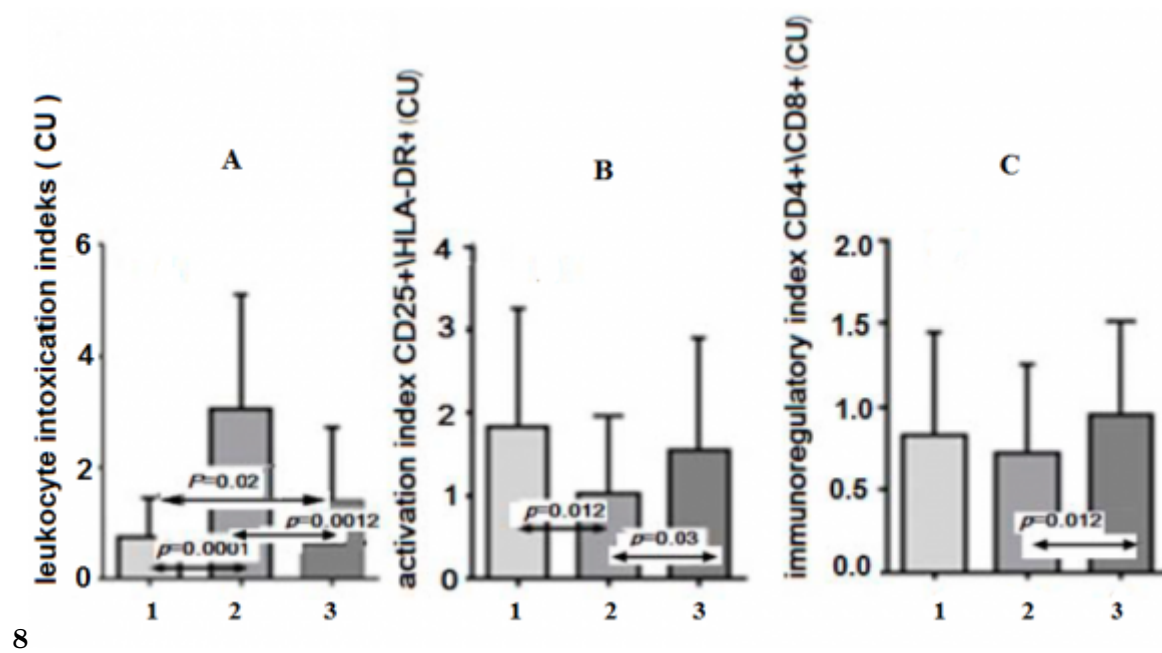 leukocyte intoxication indeks ( CU )
A
6
4
2
0
P=0.02
p=0.0012
p=0.0001
1 2 3
activation index CD25+\HLA-DR+ (CU)
B
4
3
2
1
0
p=0.012
p=0.03
1 2 3
immunoregulatory index CD4+\CD8+ (CU)
C
2.0
1.5
1.0
0.5
0.0
p=0.012
1 2 3
8